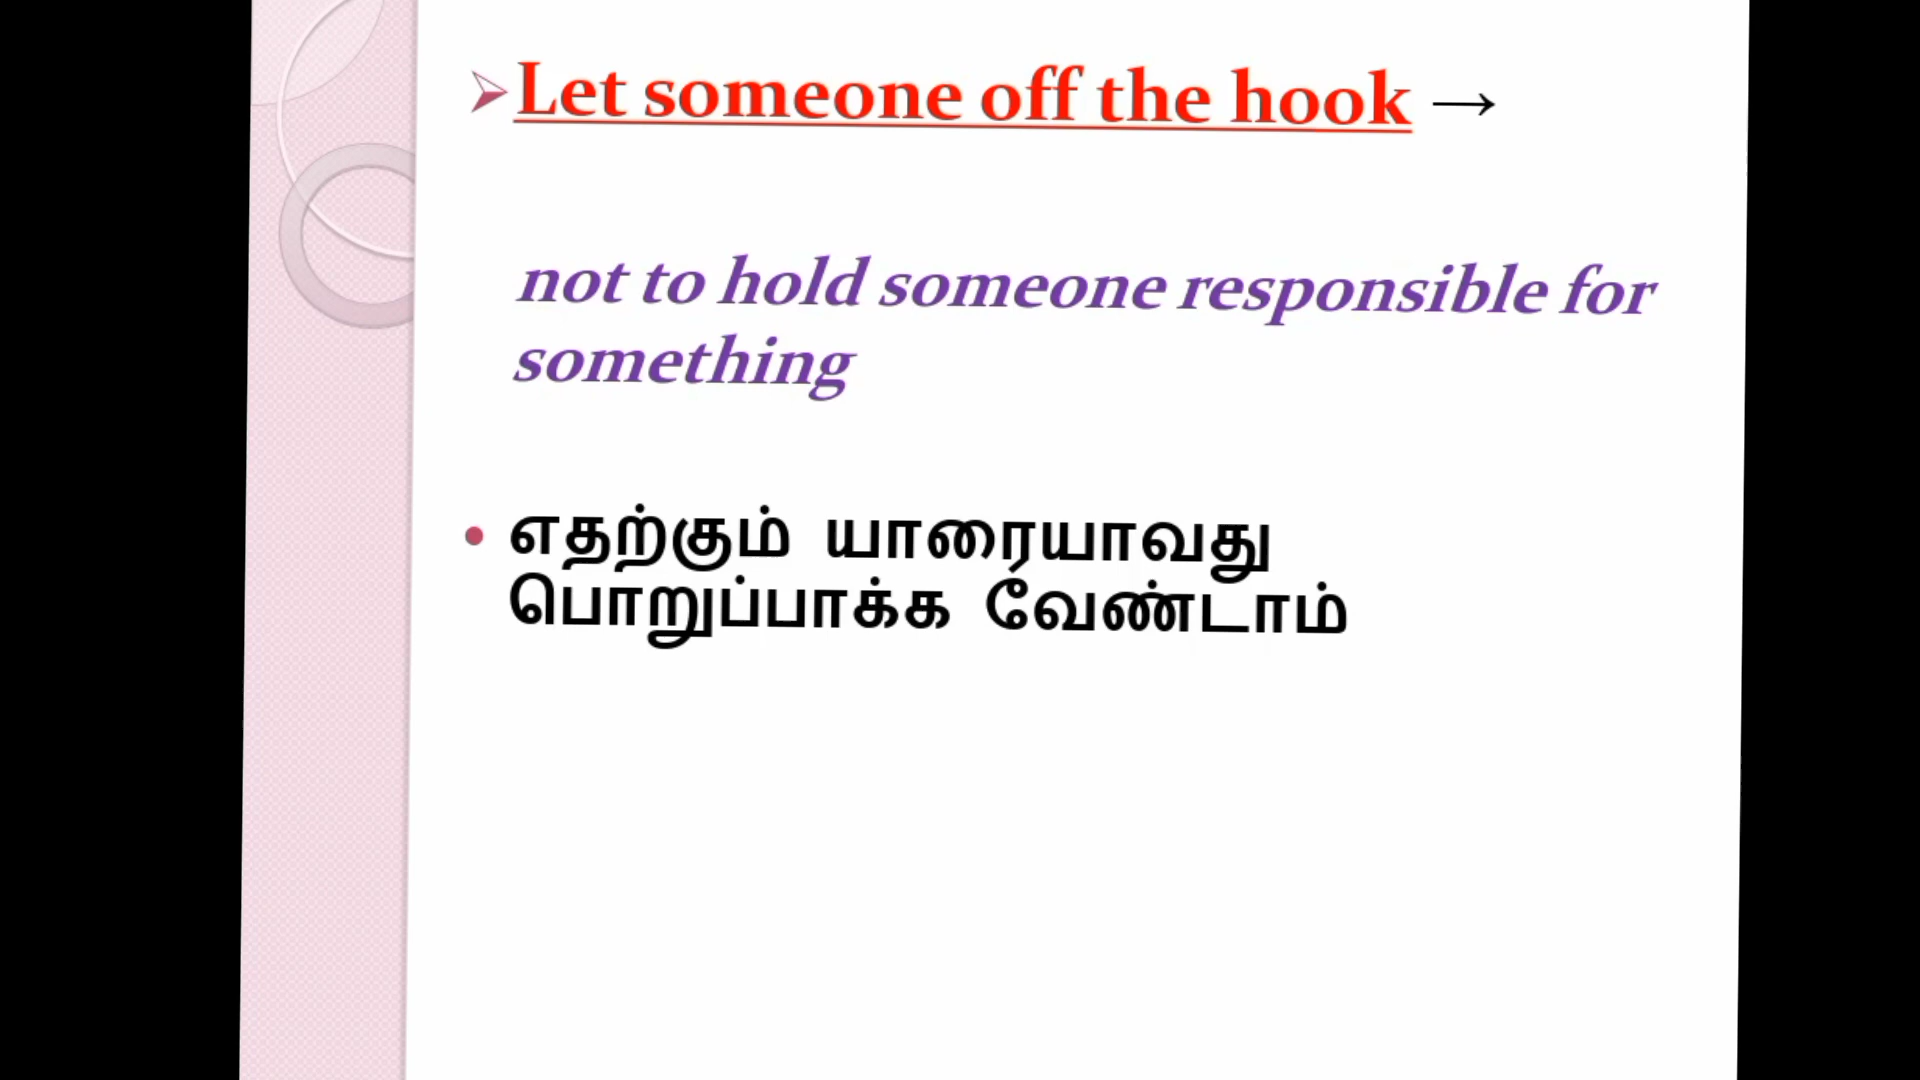 Let someone off the hook →
not to hold someone responsible for
something
எதற்கும் யாரையாவது
பொறுப்பாக்க வேண்டாம்